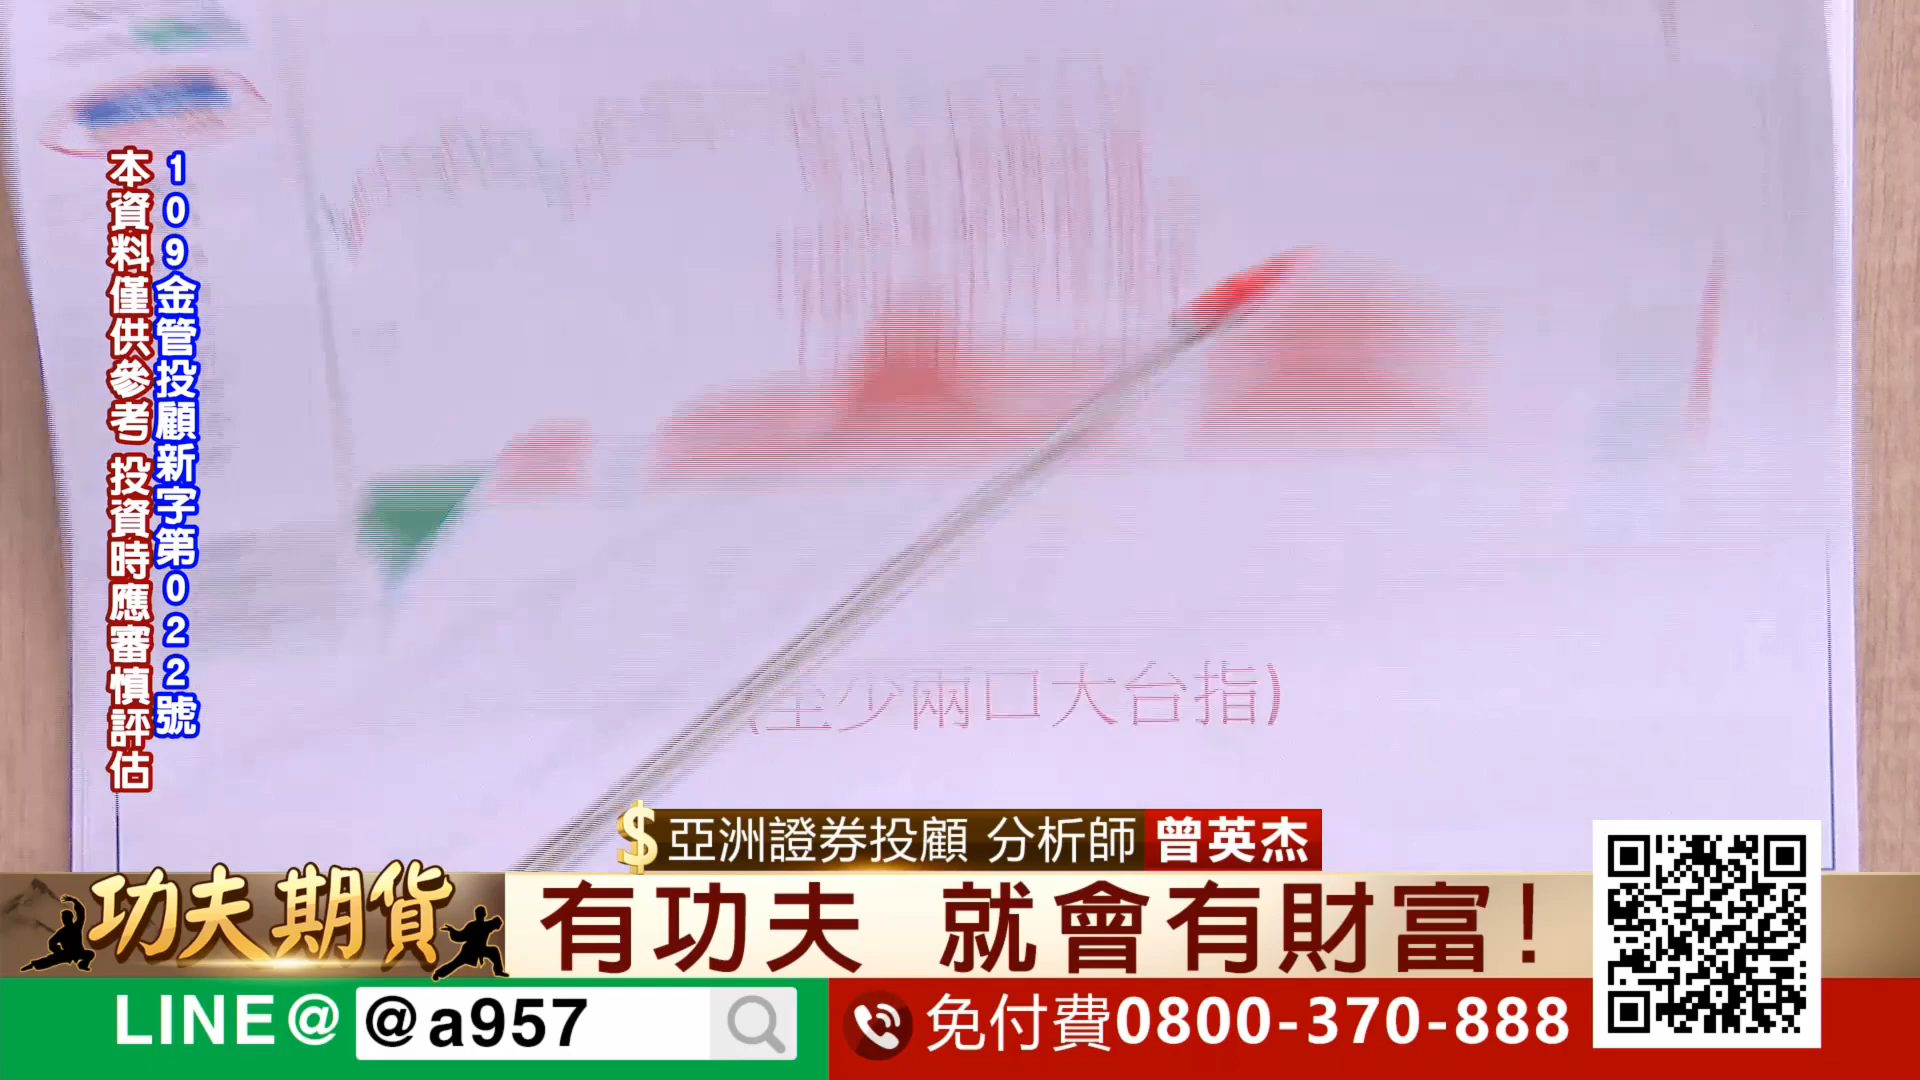 109金管投顧新字第022號
本資料僅供參考 投資時應審慎評估
(至少兩口大台指)
亞洲證券投顧 分析師 曾英杰
功夫期貨
有功夫 就會有財富!
LINE@ @a957
免付費0800-370-888